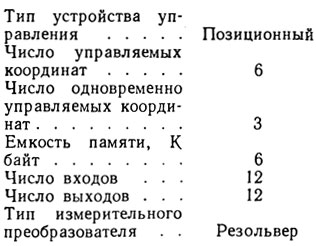 Тип устройства уп-
равления . . . . . Позиционный
Число управляемых
координат . . . . . 6
Число одновременно
управляемых коорди-
нат . . . . . . . . . 3
Емкость памяти, К
байт . . . . . . . . 6
Число входов . . . 12
Число выходов . . . 12
Тип измерительного
преобразователя . . Резольвер